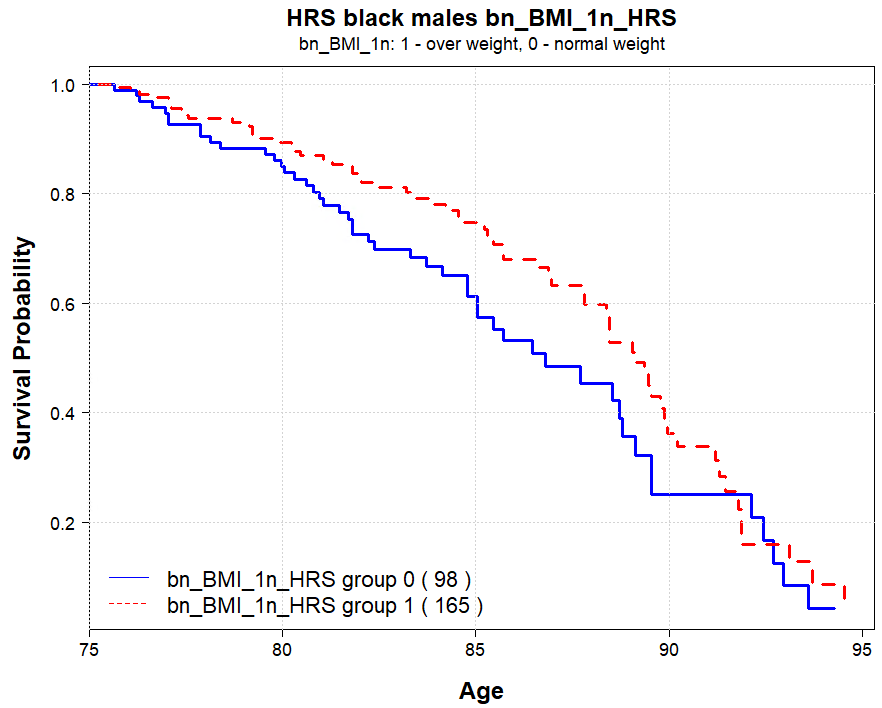 HRS black males bn_BMI_1n_HRS
bn_BMI_1n: 1 - over weight, 0 - normal weight
Survival Probability
1.0
0.8
0.6
0.4
0.2
bn_BMI_1n_HRS group 0 ( 98 )
bn_BMI_1n_HRS group 1 ( 165 )
75 80 85 90 95
Age